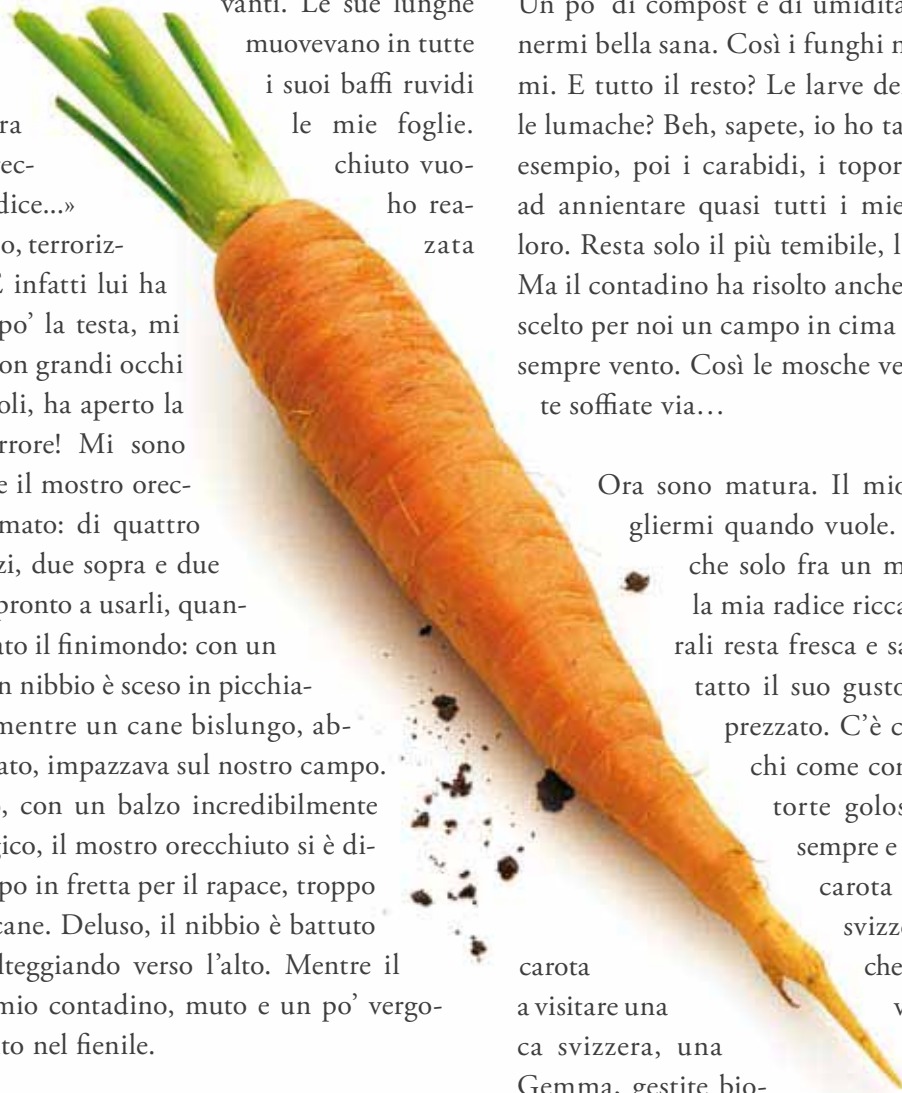 vanti. Le sue lunghe
muovevano in tutte
i suoi baffi ruvidi
ra le mie foglie.
ec- chiuto vuo-
dice...» ho rea-
o, terroriz- zata
E infatti lui ha
po’ la testa, mi
on grandi occhi
oli, ha aperto la
rrore! Mi sono
e il mostro orec-
mato: di quattro
zi, due sopra e due
pronto a usarli, quan-
ato il finimondo: con un
n nibbio è sceso in picchia-
mentre un cane bislungo, ab-
ato, impazzava sul nostro campo.
, con un balzo incredibilmente
gico, il mostro orecchiuto si è di-
po in fretta per il rapace, troppo
cane. Deluso, il nibbio è battuto
lteggiando verso l’alto. Mentre il
mio contadino, muto e un po’ vergo-
to nel fienile.
Un po’ di compost e di umidità
nermi bella sana. Così i funghi n
mi. E tutto il resto? Le larve de
le lumache? Beh, sapete, io ho ta
esempio, poi i carabidi, i topor
ad annientare quasi tutti i mie
loro. Resta solo il più temibile, l
Ma il contadino ha risolto anche
scelto per noi un campo in cima
sempre vento. Così le mosche ve
te soffiate via…
Ora sono matura. Il mio
gliermi quando vuole.
che solo fra un m
la mia radice ricca
rali resta fresca e sa
tatto il suo gusto
prezzato. C’è c
chi come con
torte golos
sempre e
carota
svizze
carota che
a visitare una v
ca svizzera, una
Gemma, gestite bio-